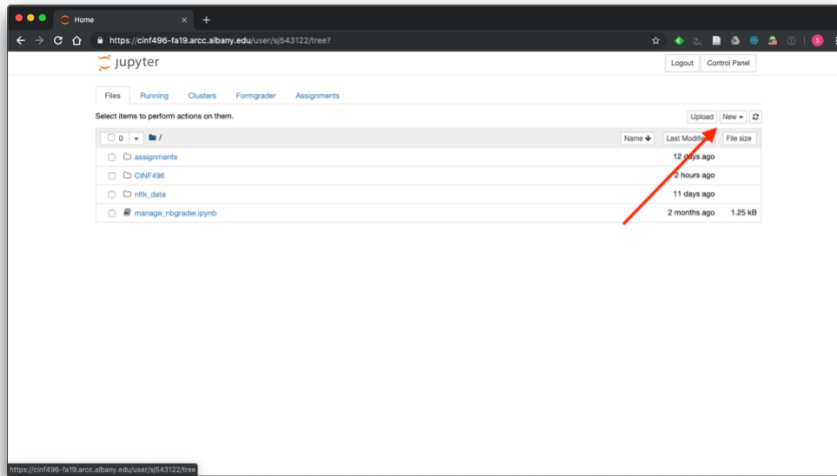 Home × +
https://cinf496-fa19.arcc.albany.edu/user/sj543122/tree?
S
jupyter
Logout Control Panel
Files Running Clusters Formgrader Assignments
Select items to perform actions on them.
Upload New
0 / Name Last Modified File size
assignments 12 days ago
CINF496 2 hours ago
nltk_data 11 days ago
manage_nbgrader.ipynb 2 months ago 1.25 kB
https://cinf496-fa19.arcc.albany.edu/user/sj543122/tree